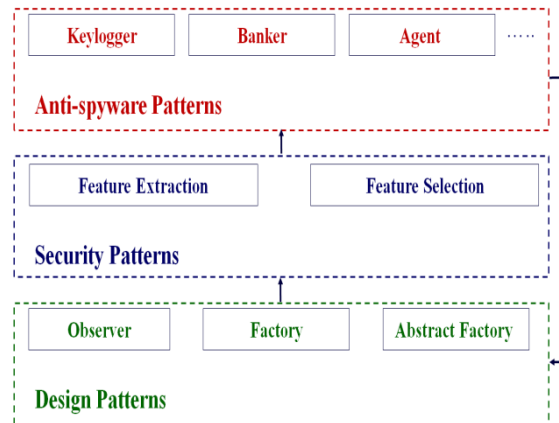 Keylogger Banker Agent .....
Anti-spyware Patterns
Feature Extraction Feature Selection
Security Patterns
Observer Factory Abstract Factory
Design Patterns